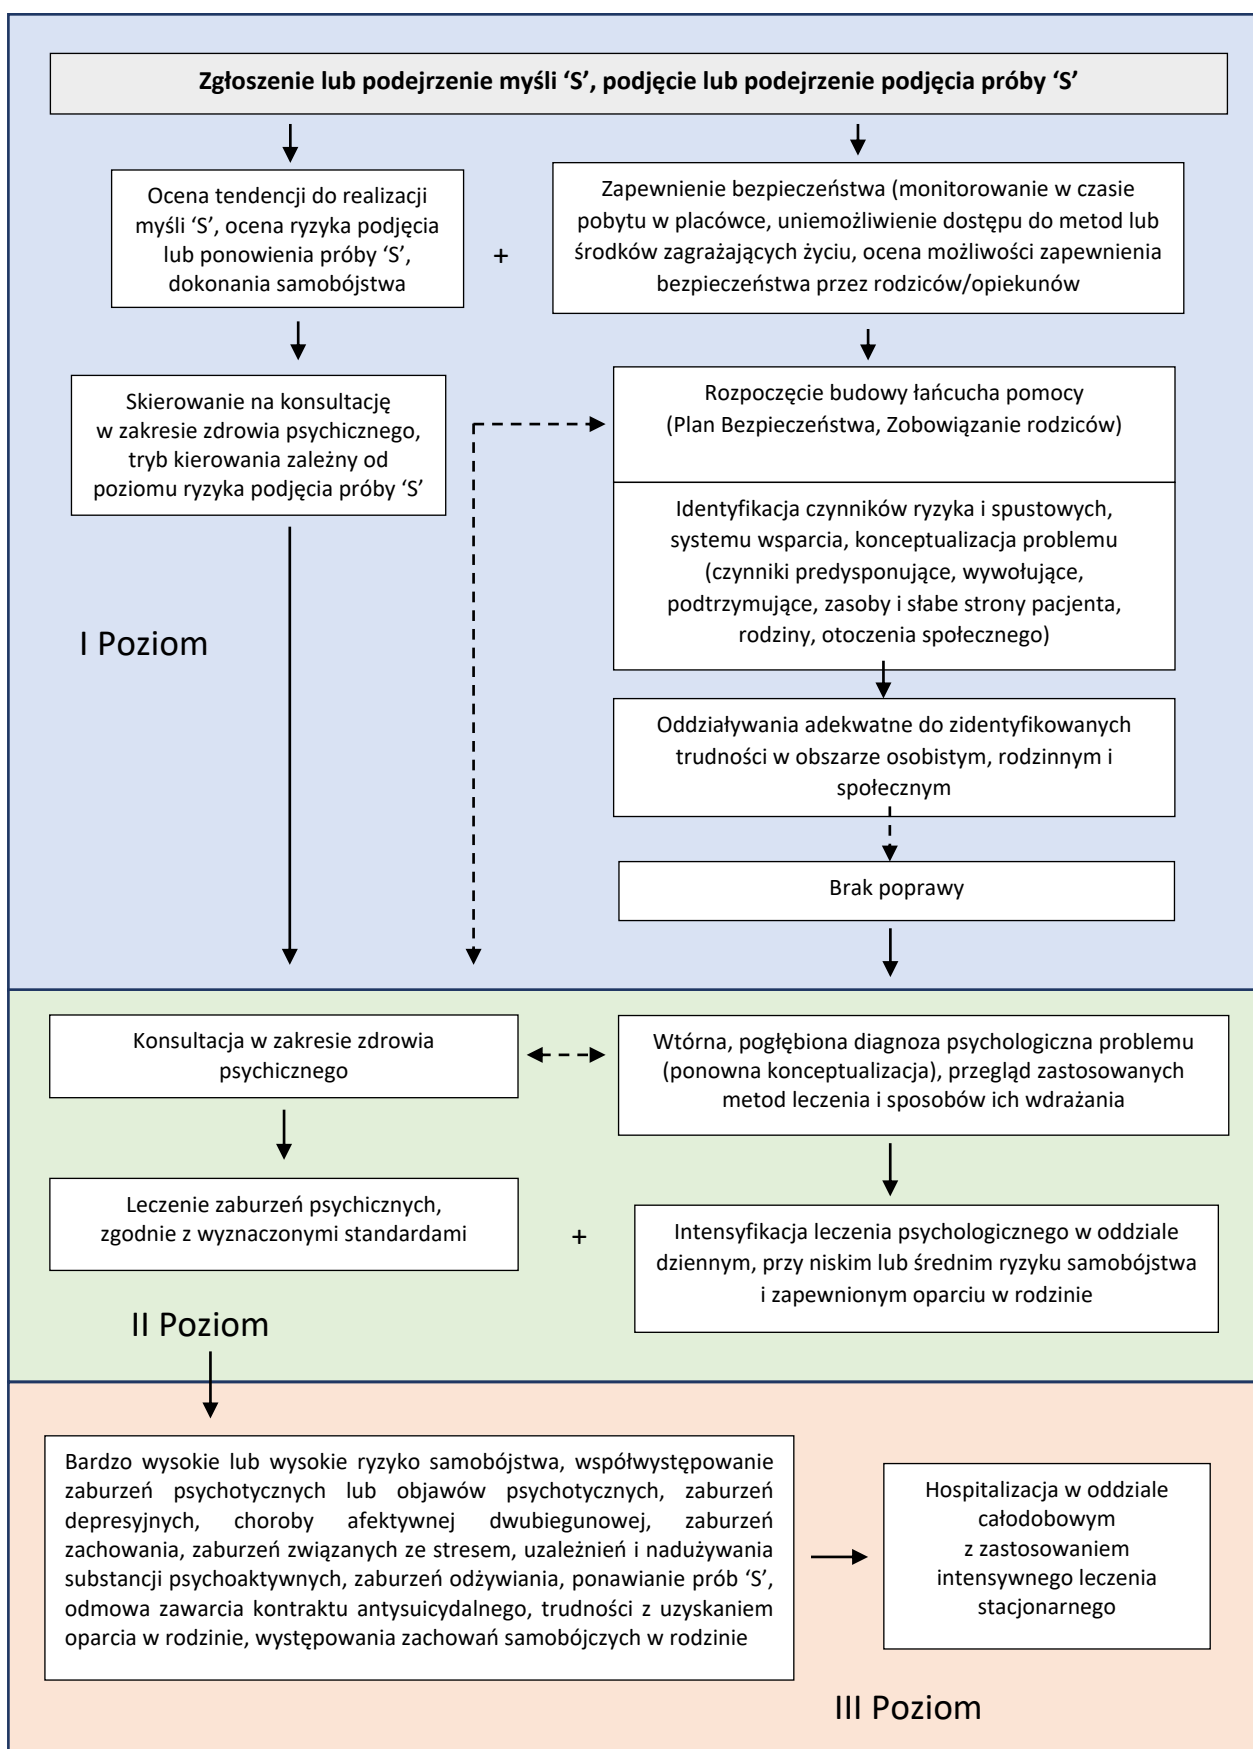 Zgłoszenie lub podejrzenie myśli ‘S’, podjęcie lub podejrzenie podjęcia próby ‘S’
Ocena tendencji do realizacji
myśli ‘S’, ocena ryzyka podjęcia
lub ponowienia próby ‘S’,
dokonania samobójstwa
+
Zapewnienie bezpieczeństwa (monitorowanie w czasie
pobytu w placówce, uniemożliwienie dostępu do metod lub
środków zagrażających życiu, ocena możliwości zapewnienia
bezpieczeństwa przez rodziców/opiekunów
Skierowanie na konsultację
w zakresie zdrowia psychicznego,
tryb kierowania zależny od
poziomu ryzyka podjęcia próby ‘S’
Rozpoczęcie budowy łańcucha pomocy
(Plan Bezpieczeństwa, Zobowiązanie rodziców)
Identyfikacja czynników ryzyka i spustowych,
systemu wsparcia, konceptualizacja problemu
(czynniki predysponujące, wywołujące,
podtrzymujące, zasoby i słabe strony pacjenta,
rodziny, otoczenia społecznego)
I Poziom
Oddziaływania adekwatne do zidentyfikowanych
trudności w obszarze osobistym, rodzinnym i
społecznym
Brak poprawy
Konsultacja w zakresie zdrowia
psychicznego
Wtórna, pogłębiona diagnoza psychologiczna problemu
(ponowna konceptualizacja), przegląd zastosowanych
metod leczenia i sposobów ich wdrażania
Leczenie zaburzeń psychicznych,
zgodnie z wyznaczonymi standardami
+
Intensyfikacja leczenia psychologicznego w oddziale
dziennym, przy niskim lub średnim ryzyku samobójstwa
i zapewnionym oparciu w rodzinie
II Poziom
Bardzo wysokie lub wysokie ryzyko samobójstwa, współwystępowanie
zaburzeń psychotycznych lub objawów psychotycznych, zaburzeń
depresyjnych, choroby afektywnej dwubiegunowej, zaburzeń
zachowania, zaburzeń związanych ze stresem, uzależnień i nadużywania
substancji psychoaktywnych, zaburzeń odżywiania, ponawianie prób ‘S’,
odmowa zawarcia kontraktu antysuicydalnego, trudności z uzyskaniem
oparcia w rodzinie, występowania zachowań samobójczych w rodzinie
Hospitalizacja w oddziale
całodobowym
z zastosowaniem
intensywnego leczenia
stacjonarnego
III Poziom